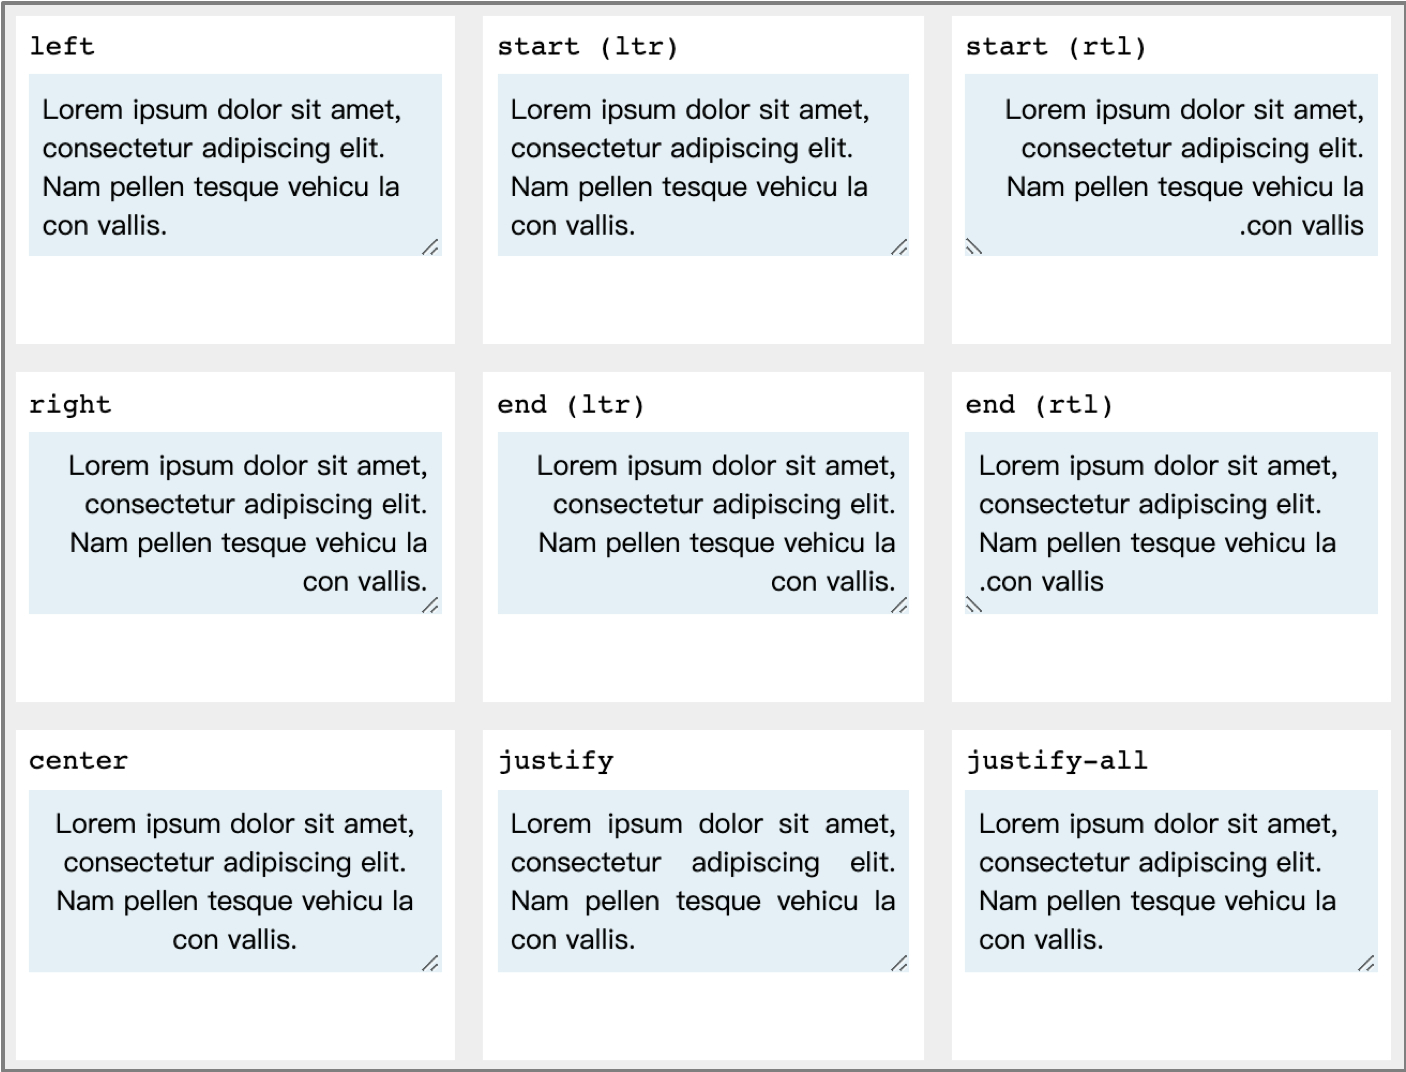 left
Lorem ipsum dolor sit amet,
consectetur adipiscing elit.
Nam pellen tesque vehicu la
con vallis.
start (ltr)
Lorem ipsum dolor sit amet,
consectetur adipiscing elit.
Nam pellen tesque vehicu la
con vallis.
start (rtl)
Lorem ipsum dolor sit amet,
consectetur adipiscing elit.
Nam pellen tesque vehicu la
.con vallis
right
Lorem ipsum dolor sit amet,
consectetur adipiscing elit.
Nam pellen tesque vehicu la
con vallis.
end (ltr)
Lorem ipsum dolor sit amet,
consectetur adipiscing elit.
Nam pellen tesque vehicu la
con vallis.
end (rtl)
Lorem ipsum dolor sit amet,
consectetur adipiscing elit.
Nam pellen tesque vehicu la
.con vallis
center
Lorem ipsum dolor sit amet,
consectetur adipiscing elit.
Nam pellen tesque vehicu la
con vallis.
justify
Lorem ipsum dolor sit amet,
consectetur adipiscing elit.
Nam pellen tesque vehicu la
con vallis.
justify-all
Lorem ipsum dolor sit amet,
consectetur adipiscing elit.
Nam pellen tesque vehicu la
con vallis.